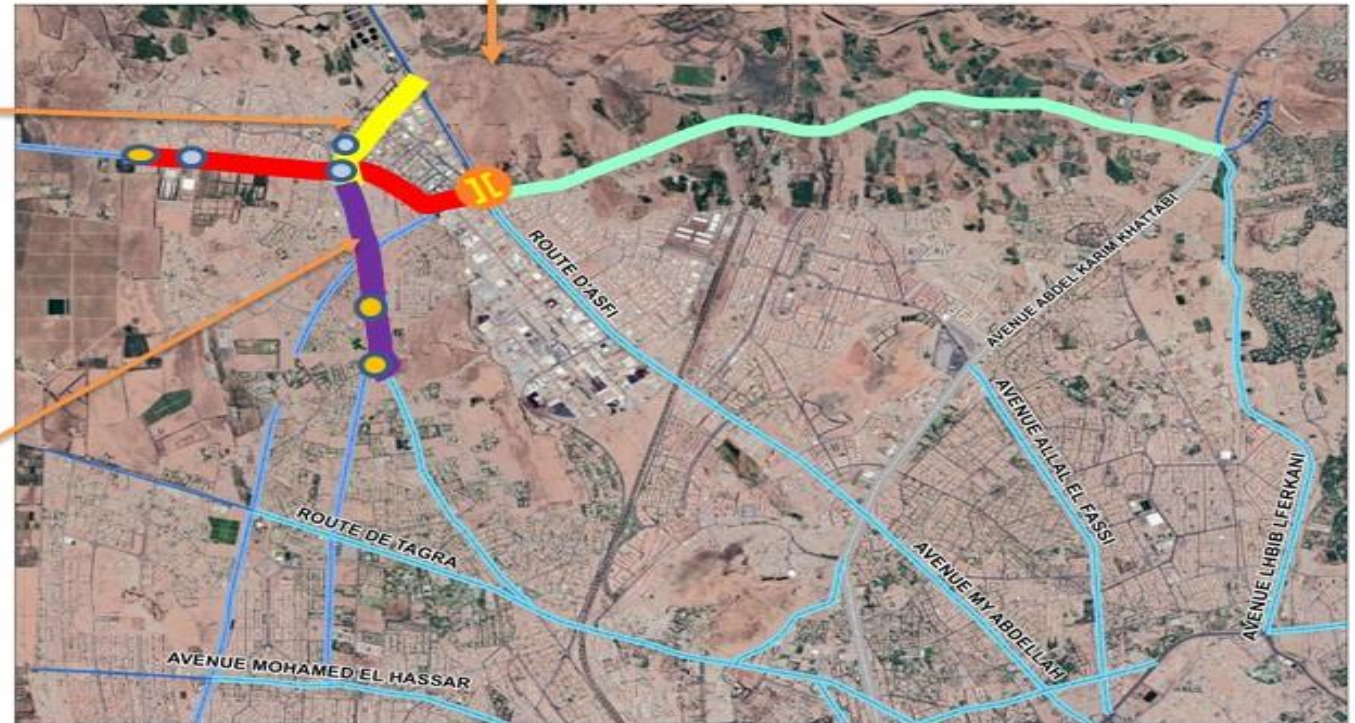 ROUTE D'ASFI
AVENUE ABDEL KARIM KHATTABI
AVENUE ALLAL EL FASSI
AVENUE LHBIB LFERKANI
ROUTE DE TAGRA
AVENUE MY ABDELLAH
AVENUE MOHAMED EL HASSAR